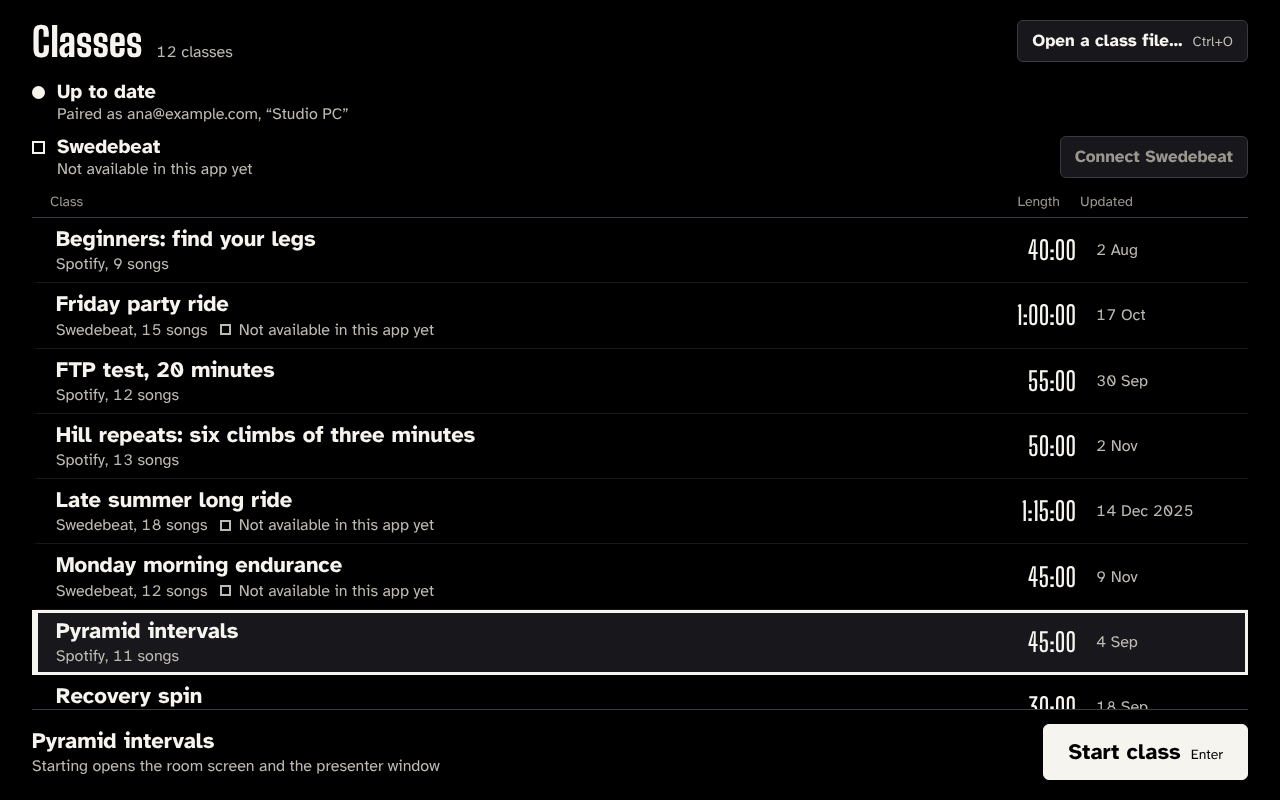 Classes 12 classes
Open a class file... Ctrl+O
Up to date
Paired as ana@example.com, “Studio PC”
Swedebeat
Not available in this app yet
Connect Swedebeat
Class Length Updated
Beginners: find your legs
Spotify, 9 songs
40:00 2 Aug
Friday party ride
Swedebeat, 15 songs Not available in this app yet
1:00:00 17 Oct
FTP test, 20 minutes
Spotify, 12 songs
55:00 30 Sep
Hill repeats: six climbs of three minutes
Spotify, 13 songs
50:00 2 Nov
Late summer long ride
Swedebeat, 18 songs Not available in this app yet
1:15:00 14 Dec 2025
Monday morning endurance
Swedebeat, 12 songs Not available in this app yet
45:00 9 Nov
Pyramid intervals
Spotify, 11 songs
45:00 4 Sep
Recovery spin
30:00 18 Sep
Pyramid intervals
Starting opens the room screen and the presenter window
Start class Enter